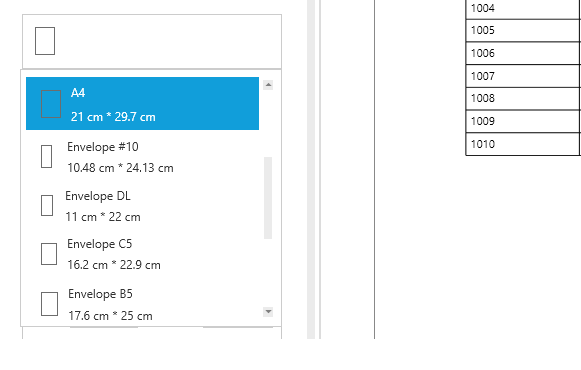 A4
21 cm * 29.7 cm
Envelope #10
10.48 cm * 24.13 cm
Envelope DL
11 cm * 22 cm
Envelope C5
16.2 cm * 22.9 cm
Envelope B5
17.6 cm * 25 cm
1004
1005
1006
1007
1008
1009
1010